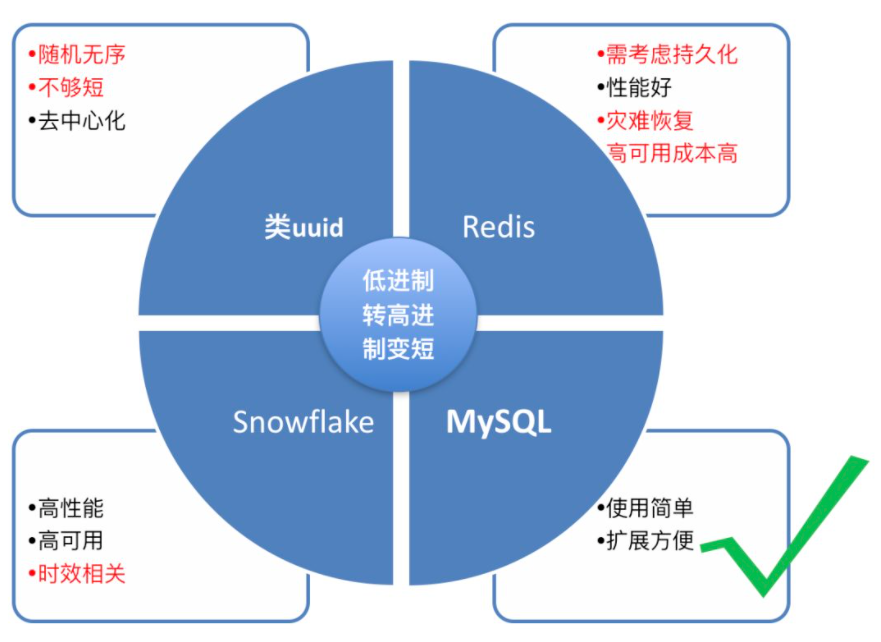 •随机无序
•不够短
•去中心化
•需考虑持久化
•性能好
•灾难恢复
高可用成本高
类uuid
Redis
低进制
转高进
制变短
Snowflake
MySQL
•高性能
•高可用
•时效相关
•使用简单
•扩展方便